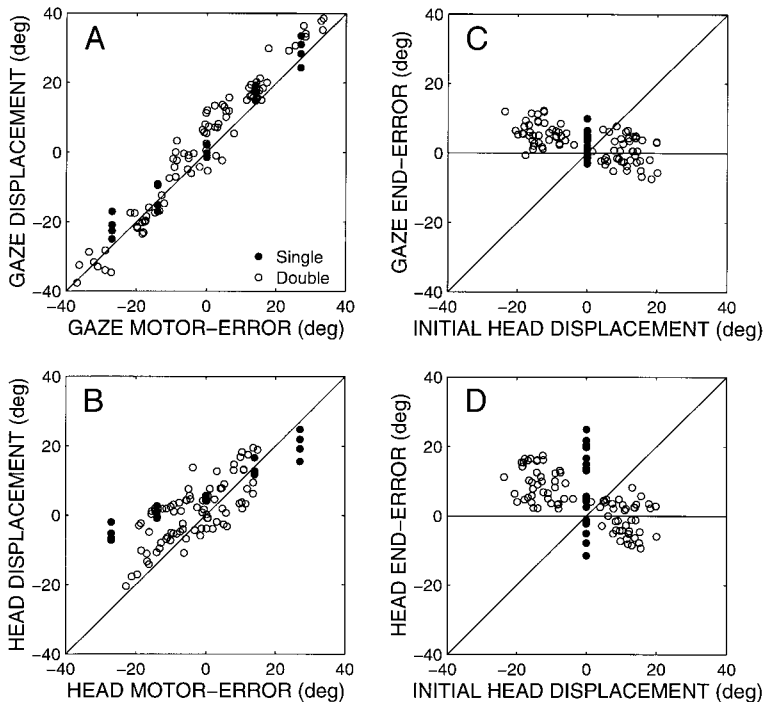 A
GAZE DISPLACEMENT (deg)
40
20
0
−20
−40
−40
−20
0
20
40
GAZE MOTOR−ERROR (deg)
Single
Double
C
GAZE END−ERROR (deg)
40
20
0
−20
−40
−40
−20
0
20
40
INITIAL HEAD DISPLACEMENT (deg)
B
HEAD DISPLACEMENT (deg)
40
20
0
−20
−40
−40
−20
0
20
40
HEAD MOTOR−ERROR (deg)
D
HEAD END−ERROR (deg)
40
20
0
−20
−40
−40
−20
0
20
40
INITIAL HEAD DISPLACEMENT (deg)